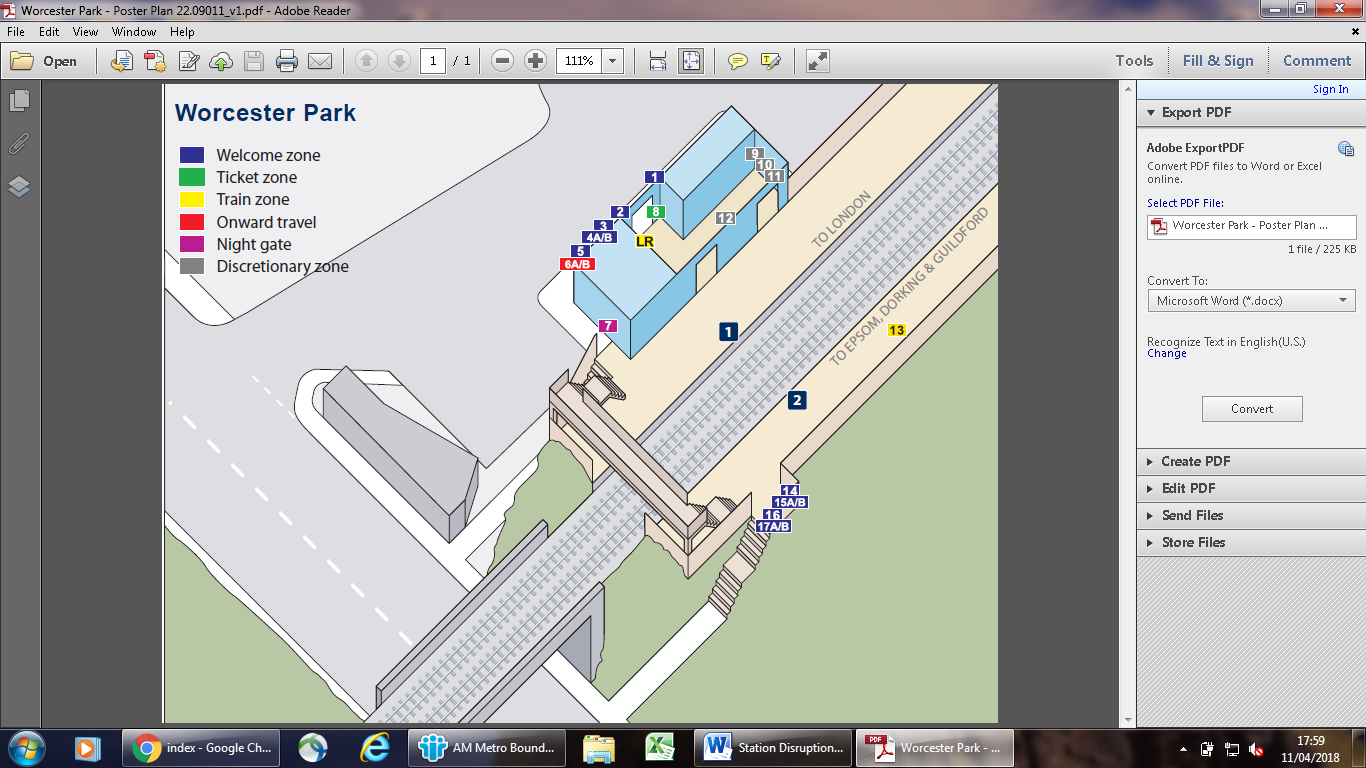 Worcester Park - Poster Plan 22.09011_v1.pdf - Adobe Reader
File Edit View Window Help
Open 1 / 1 111% Tools Fill & Sign Comment
Sign In
Worcester Park
Welcome zone
Ticket zone
Train zone
Onward travel
Night gate
Discretionary zone
1
2
3
4A/B
5
6A/B
7
8
LR
9
10
11
12
TO LONDON
TO EPSOM, DORKING & GUILDFORD
1
2
13
14
15A/B
16
17A/B
Export PDF
Adobe ExportPDF
Convert PDF files to Word or Excel
online.
Select PDF File:
PDF Worcester Park - Poster Plan ...
1 file / 225 KB
Convert To:
Microsoft Word (*.docx)
Recognize Text in English(U.S.)
Change
Convert
Create PDF
Edit PDF
Send Files
Store Files
index - Google Ch... AM Metro Bound... Station Disruption... PDF Worcester Park - ...
17:59
11/04/2018